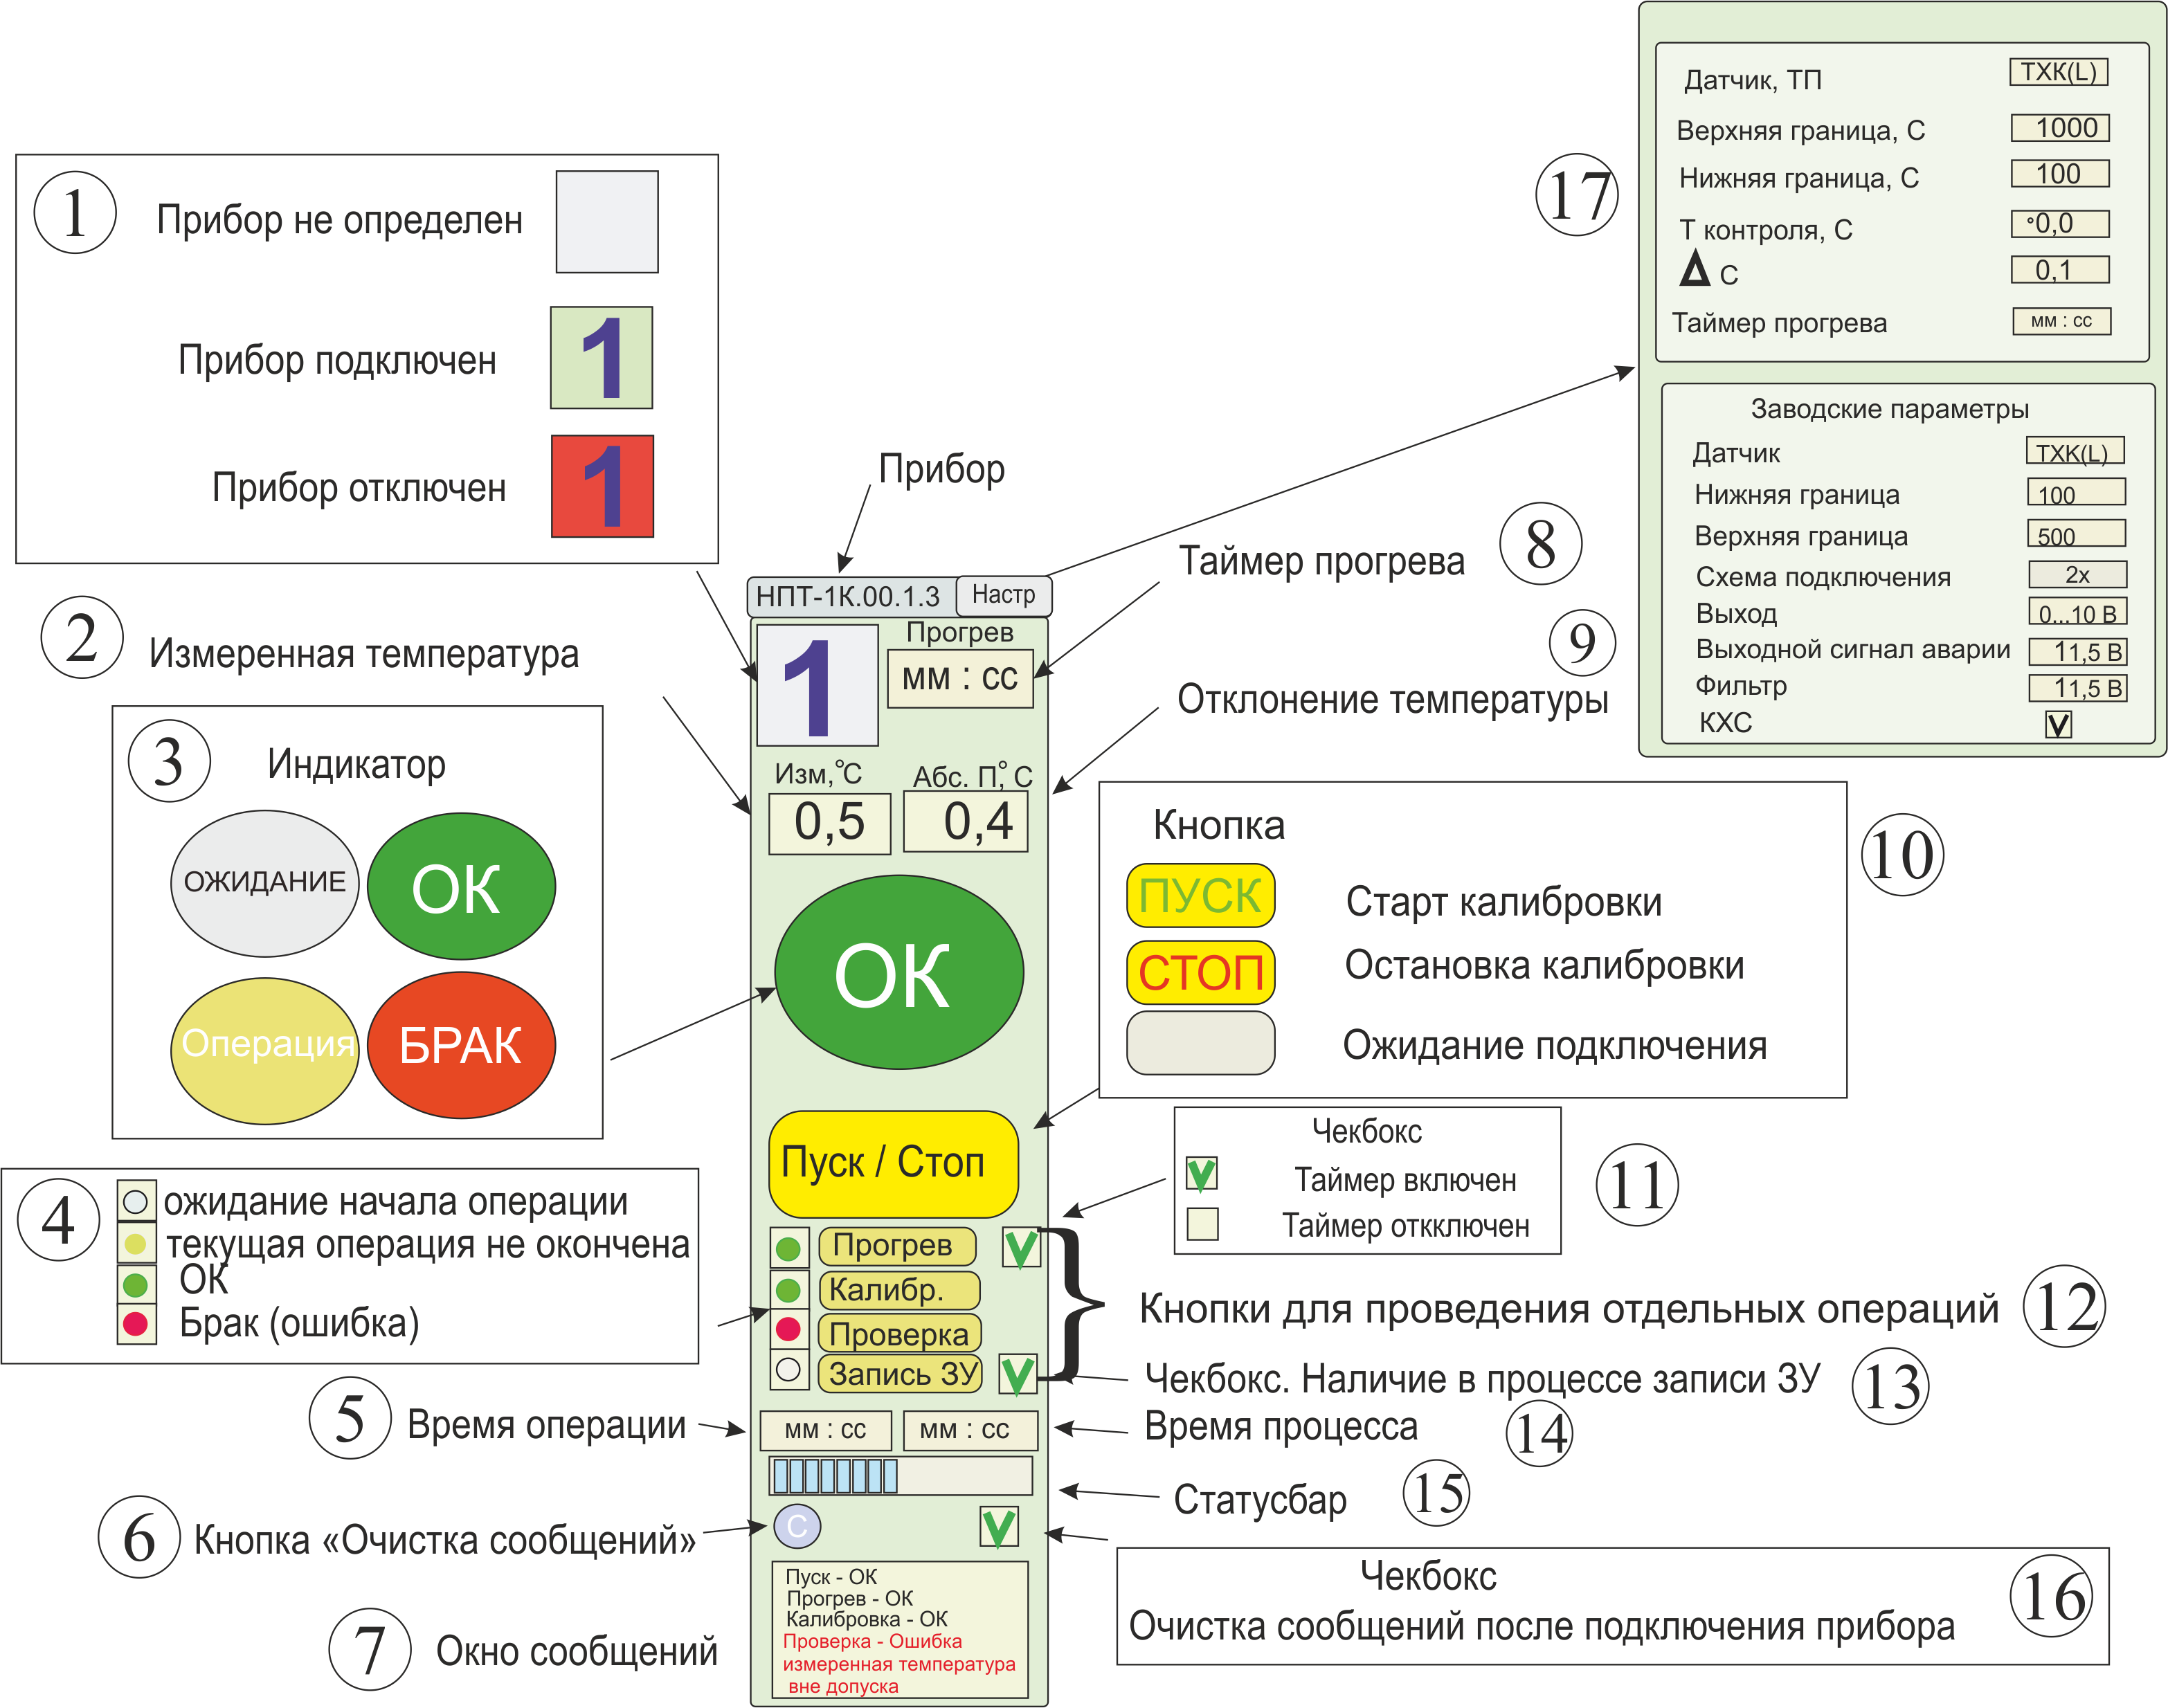 1
Прибор не определен
Прибор подключен
1
Прибор отключен
1
2
Измеренная температура
3
Индикатор
ОЖИДАНИЕ
ОК
Операция
БРАК
4
ожидание начала операции
текущая операция не окончена
ОК
Брак (ошибка)
5
Время операции
6
Кнопка «Очистка сообщений»
7
Окно сообщений
Прибор
НПТ-1К.00.1.3
Настр
1
Прогрев
мм : сс
Изм,°С
Абс. П,° С
0,5
0,4
ОК
Пуск / Стоп
Прогрев
Калибр.
Проверка
Запись ЗУ
мм : сс
мм : сс
С
Пуск - ОК
Прогрев - ОК
Калибровка - ОК
Проверка - Ошибка
измеренная температура
вне допуска
Таймер прогрева
8
9
Отклонение температуры
Кнопка
10
ПУСК
Старт калибровки
СТОП
Остановка калибровки
Ожидание подключения
Чекбокс
Таймер включен
Таймер откключен
11
Кнопки для проведения отдельных операций
12
Чекбокс. Наличие в процессе записи ЗУ
13
Время процесса
14
Статусбар
15
Чекбокс
Очистка сообщений после подключения прибора
16
17
Датчик, ТП
ТХК(L)
Верхняя граница, С
1000
Нижняя граница, С
100
Т контроля, С
°0,0
Δ С
0,1
Таймер прогрева
мм : сс
Заводские параметры
Датчик
ТХК(L)
Нижняя граница
100
Верхняя граница
500
Схема подключения
2х
Выход
0...10 В
Выходной сигнал аварии
11,5 В
Фильтр
11,5 В
КХС